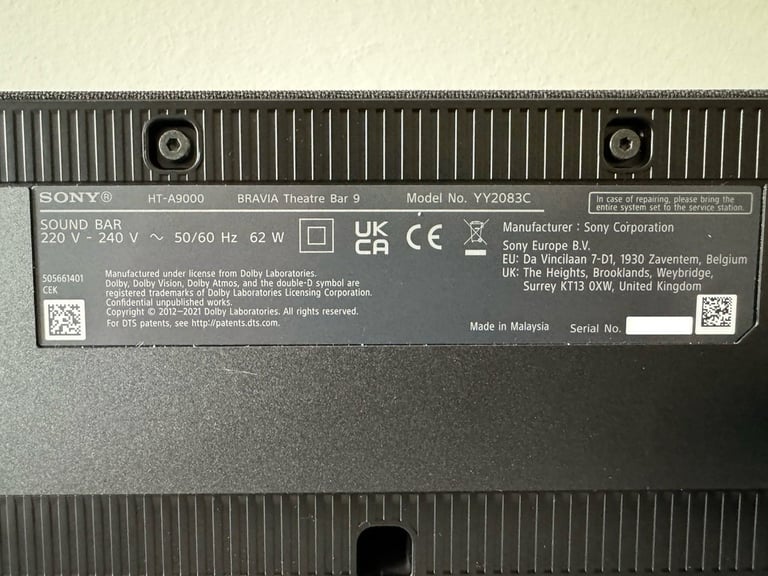 SONY® HT-A9000 BRAVIA Theatre Bar 9 Model No. YY2083C
In case of repairing, please bring the
entire system set to the service station.
SOUND BAR
220 V - 240 V ~ 50/60 Hz 62 W
UK
CA
CE
Manufacturer : Sony Corporation
Sony Europe B.V.
EU: Da Vincilaan 7-D1, 1930 Zaventem, Belgium
UK: The Heights, Brooklands, Weybridge,
Surrey KT13 0XW, United Kingdom
505661401
CEK
Manufactured under license from Dolby Laboratories.
Dolby, Dolby Vision, Dolby Atmos, and the double-D symbol are
registered trademarks of Dolby Laboratories Licensing Corporation.
Confidential unpublished works.
Copyright © 2012–2021 Dolby Laboratories. All rights reserved.
For DTS patents, see http://patents.dts.com.
Made in Malaysia Serial No.